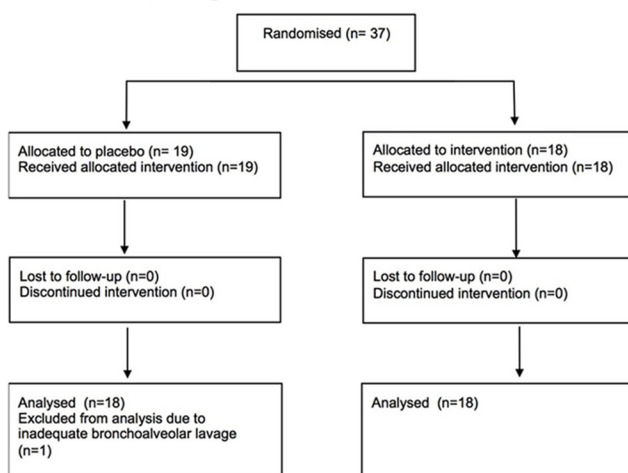 Randomised (n= 37)
Allocated to placebo (n= 19)
Received allocated intervention (n=19)
Allocated to intervention (n=18)
Received allocated intervention (n=18)
Lost to follow-up (n=0)
Discontinued intervention (n=0)
Lost to follow-up (n=0)
Discontinued intervention (n=0)
Analysed (n=18)
Excluded from analysis due to
inadequate bronchoalveolar lavage
(n=1)
Analysed (n=18)